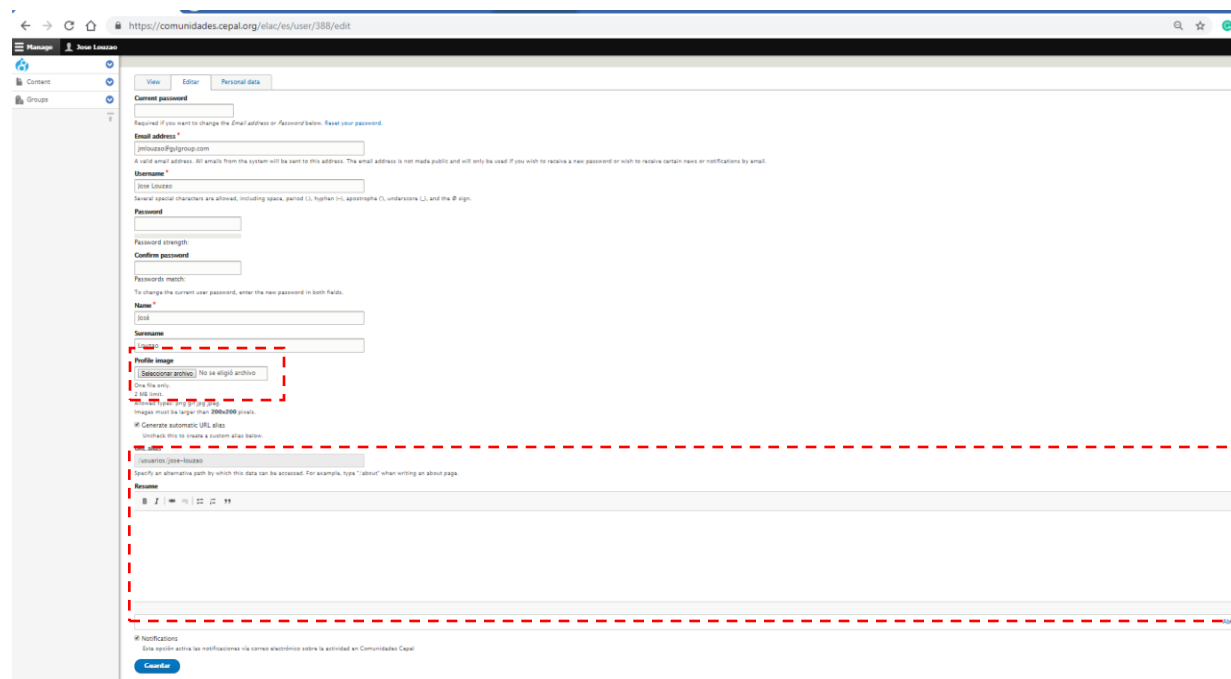 https://comunidades.cepal.org/elac/es/user/388/edit
Manage Jose Louzao
Content
Groups
View Editar Personal data
Current password
Required if you want to change the Email address or Password below. Reset your password.
Email address *
jmlouzao@gylgroup.com
A valid email address. All emails from the system will be sent to this address. The email address is not made public and will only be used if you wish to receive a new password or wish to receive certain news or notifications by email.
Username *
Jose Louzao
Several special characters are allowed, including space, period (.), hyphen (-), apostrophe ('), underscore (_), and the @ sign.
Password
Password strength:
Confirm password
Passwords match:
To change the current user password, enter the new password in both fields.
Name *
José
Surename
Louzao
Profile image
Seleccionar archivo No se eligió archivo
One file only.
2 MB limit.
Allowed types: png gif jpg jpeg.
Images must be larger than 200x200 pixels.
Generate automatic URL alias
Uncheck this to create a custom alias below.
URL alias
/usuarios/jose-louzao
Specify an alternative path by which this data can be accessed. For example, type "/about" when writing an about page.
Resume
B I
Notifications
Esta opción activa las notificaciones vía correo electrónico sobre la actividad en Comunidades Cepal
Guardar